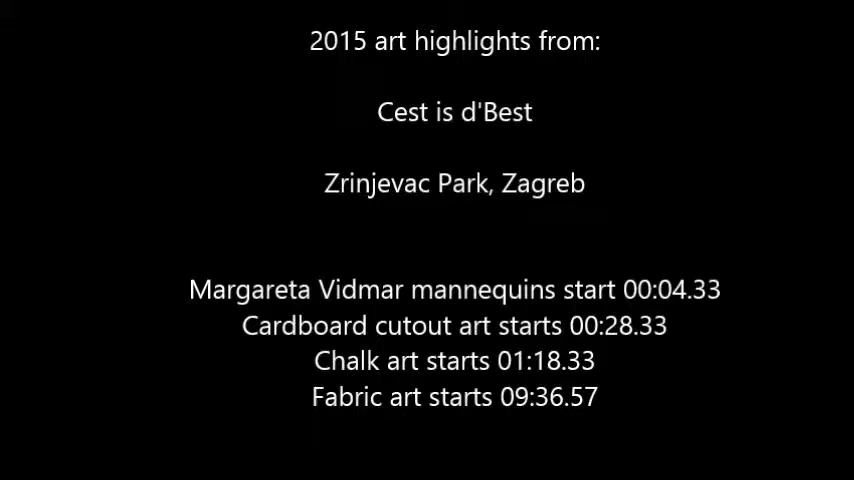 2015 art highlights from:
Cest is d'Best
Zrinjevac Park, Zagreb
Margareta Vidmar mannequins start 00:04.33
Cardboard cutout art starts 00:28.33
Chalk art starts 01:18.33
Fabric art starts 09:36.57